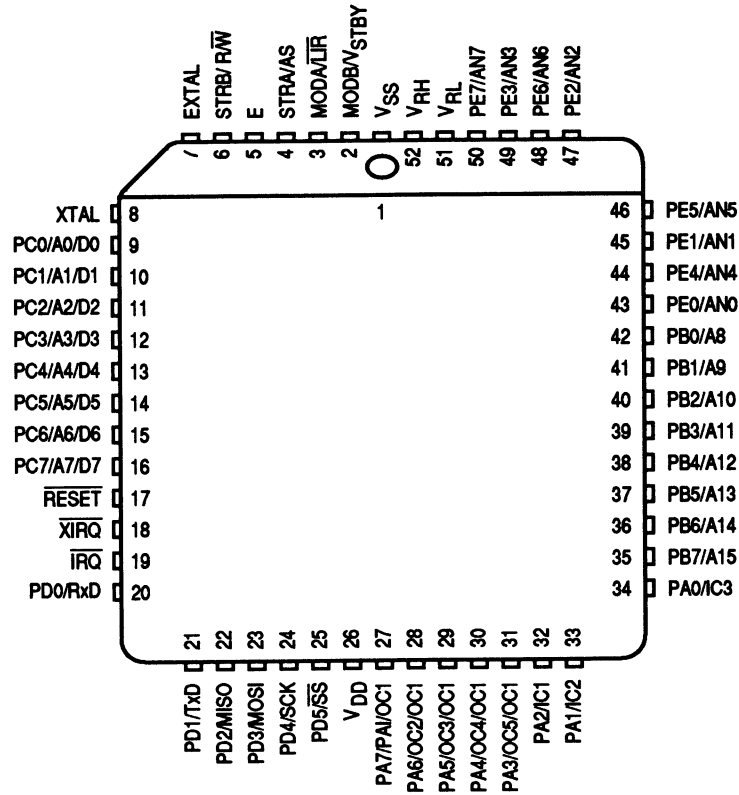 EXTAL
STRB/ R/W̅
E
STRA/AS
MODA/L̅I̅R̅
MODB/VSTBY
VSS
VRH
VRL
PE7/AN7
PE3/AN3
PE6/AN6
PE2/AN2
7
6
5
4
3
2
52
51
50
49
48
47
1
XTAL 8
PC0/A0/D0 9
PC1/A1/D1 10
PC2/A2/D2 11
PC3/A3/D3 12
PC4/A4/D4 13
PC5/A5/D5 14
PC6/A6/D6 15
PC7/A7/D7 16
R̅E̅S̅E̅T̅ 17
X̅I̅R̅Q̅ 18
I̅R̅Q̅ 19
PD0/RxD 20
46 PE5/AN5
45 PE1/AN1
44 PE4/AN4
43 PE0/AN0
42 PB0/A8
41 PB1/A9
40 PB2/A10
39 PB3/A11
38 PB4/A12
37 PB5/A13
36 PB6/A14
35 PB7/A15
34 PA0/IC3
21
22
23
24
25
26
27
28
29
30
31
32
33
PD1/TxD
PD2/MISO
PD3/MOSI
PD4/SCK
PD5/S̅S̅
VDD
PA7/PAI/OC1
PA6/OC2/OC1
PA5/OC3/OC1
PA4/OC4/OC1
PA3/OC5/OC1
PA2/IC1
PA1/IC2